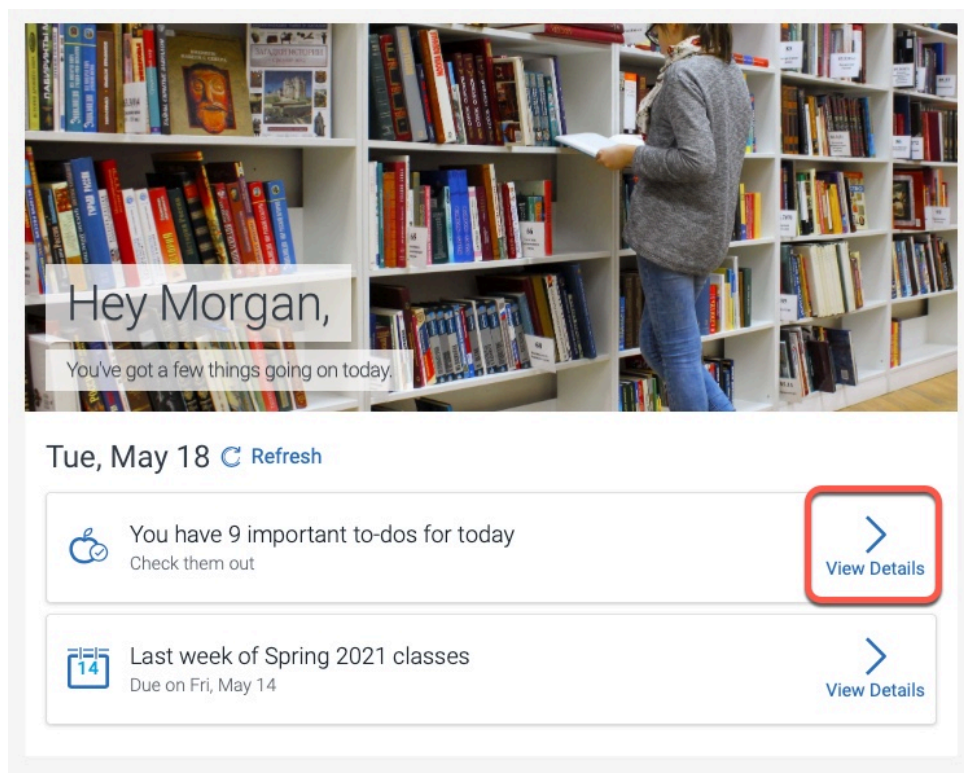 ЗАГАДКИ ИСТОРИИ
Hey Morgan,
You've got a few things going on today.
Tue, May 18 Refresh
You have 9 important to-dos for today
Check them out
View Details
14
Last week of Spring 2021 classes
Due on Fri, May 14
View Details